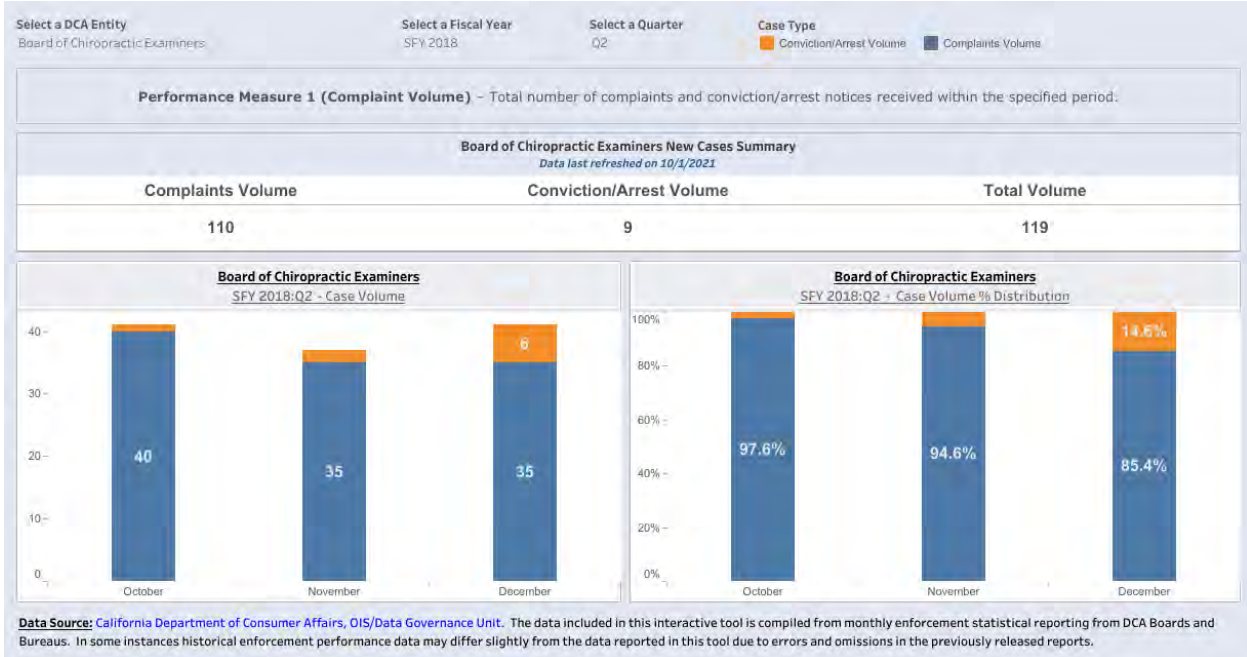 Select a DCA Entity Select a Fiscal Year Select a Quarter Case Type
Board of Chiropractic Examiners SFY 2018 Q2 Conviction/Arrest Volume Complaints Volume
Performance Measure 1 (Complaint Volume) – Total number of complaints and conviction/arrest notices received within the specified period.
Board of Chiropractic Examiners New Cases Summary
Data last refreshed on 10/1/2021
Complaints Volume Conviction/Arrest Volume Total Volume
110 9 119
Board of Chiropractic Examiners
SFY 2018:Q2 - Case Volume
40
30
20
10
0
6
40
35
35
October November December
Board of Chiropractic Examiners
SFY 2018:Q2 - Case Volume % Distribution
100%
80%
60%
40%
20%
0%
14.6%
97.6%
94.6%
85.4%
October November December
Data Source: California Department of Consumer Affairs, OIS/Data Governance Unit. The data included in this interactive tool is compiled from monthly enforcement statistical reporting from DCA Boards and
Bureaus. In some instances historical enforcement performance data may differ slightly from the data reported in this tool due to errors and omissions in the previously released reports.